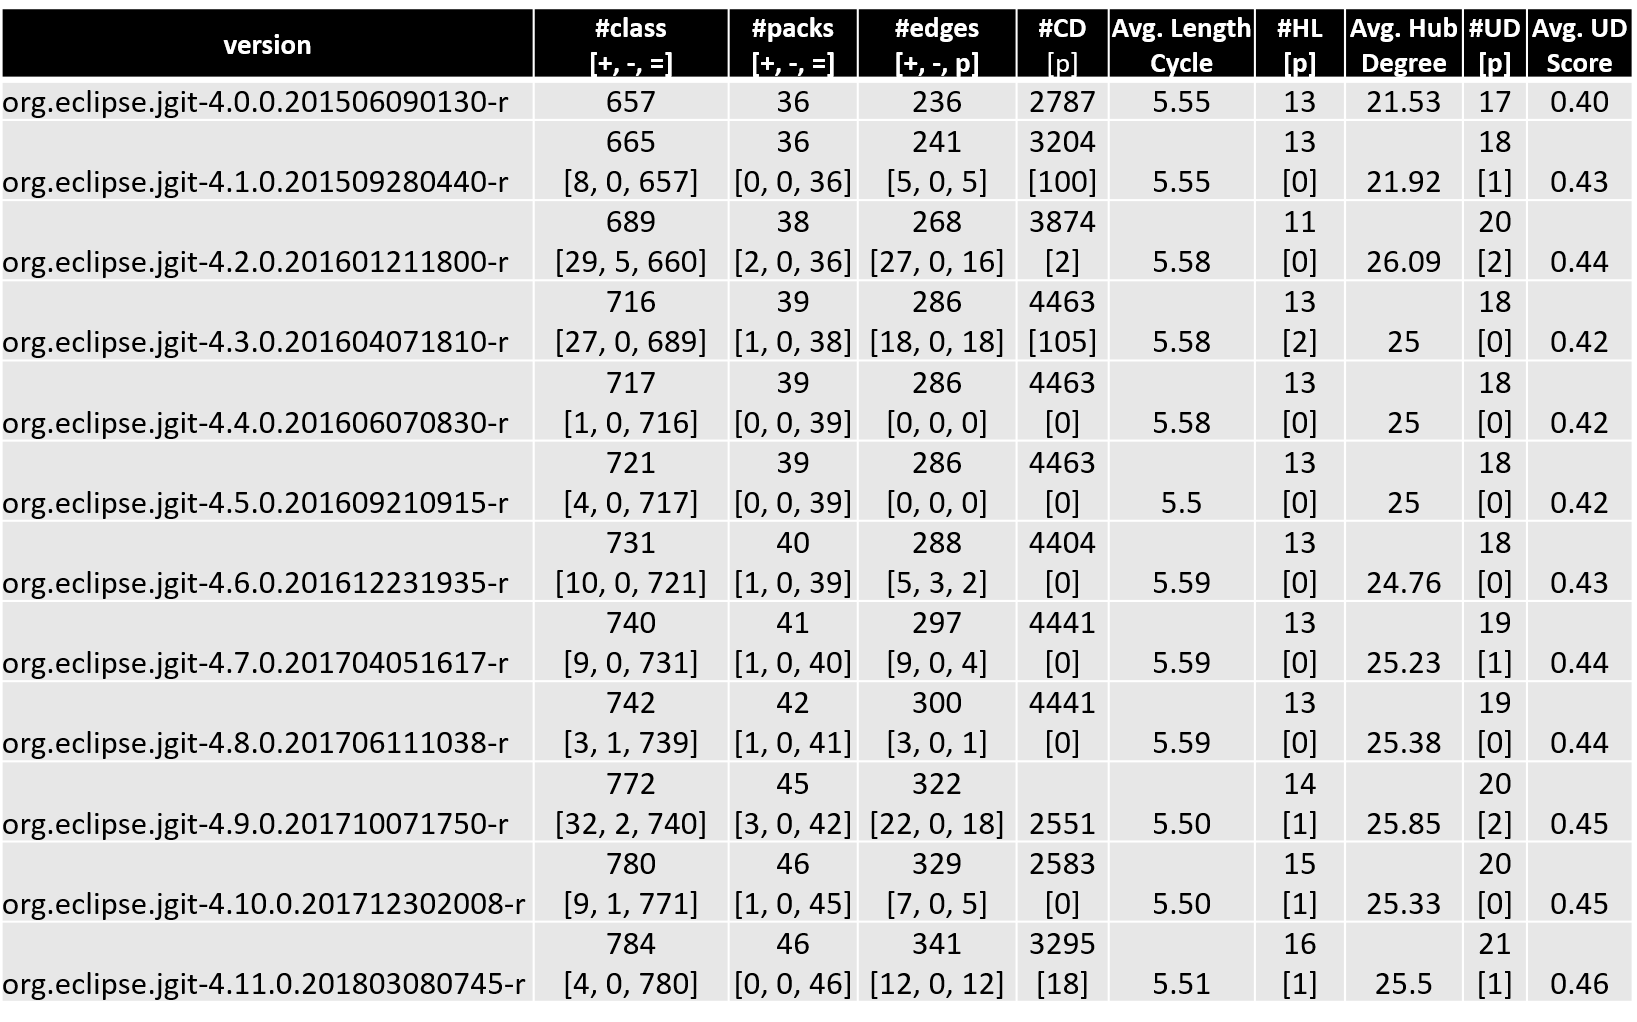 version #class [+, -, =] #packs [+, -, =] #edges [+, -, p] #CD [p] Avg. Length Cycle #HL [p] Avg. Hub Degree #UD [p] Avg. UD Score
org.eclipse.jgit-4.0.0.201506090130-r 657 36 236 2787 5.55 13 21.53 17 0.40
665 36 241 3204 13 18
org.eclipse.jgit-4.1.0.201509280440-r [8, 0, 657] [0, 0, 36] [5, 0, 5] [100] 5.55 [0] 21.92 [1] 0.43
689 38 268 3874 11 20
org.eclipse.jgit-4.2.0.201601211800-r [29, 5, 660] [2, 0, 36] [27, 0, 16] [2] 5.58 [0] 26.09 [2] 0.44
716 39 286 4463 13 18
org.eclipse.jgit-4.3.0.201604071810-r [27, 0, 689] [1, 0, 38] [18, 0, 18] [105] 5.58 [2] 25 [0] 0.42
717 39 286 4463 13 18
org.eclipse.jgit-4.4.0.201606070830-r [1, 0, 716] [0, 0, 39] [0, 0, 0] [0] 5.58 [0] 25 [0] 0.42
721 39 286 4463 13 18
org.eclipse.jgit-4.5.0.201609210915-r [4, 0, 717] [0, 0, 39] [0, 0, 0] [0] 5.5 [0] 25 [0] 0.42
731 40 288 4404 13 18
org.eclipse.jgit-4.6.0.201612231935-r [10, 0, 721] [1, 0, 39] [5, 3, 2] [0] 5.59 [0] 24.76 [0] 0.43
740 41 297 4441 13 19
org.eclipse.jgit-4.7.0.201704051617-r [9, 0, 731] [1, 0, 40] [9, 0, 4] [0] 5.59 [0] 25.23 [1] 0.44
742 42 300 4441 13 19
org.eclipse.jgit-4.8.0.201706111038-r [3, 1, 739] [1, 0, 41] [3, 0, 1] [0] 5.59 [0] 25.38 [0] 0.44
772 45 322 14 20
org.eclipse.jgit-4.9.0.201710071750-r [32, 2, 740] [3, 0, 42] [22, 0, 18] 2551 5.50 [1] 25.85 [2] 0.45
780 46 329 2583 15 20
org.eclipse.jgit-4.10.0.201712302008-r [9, 1, 771] [1, 0, 45] [7, 0, 5] [0] 5.50 [1] 25.33 [0] 0.45
784 46 341 3295 16 21
org.eclipse.jgit-4.11.0.201803080745-r [4, 0, 780] [0, 0, 46] [12, 0, 12] [18] 5.51 [1] 25.5 [1] 0.46